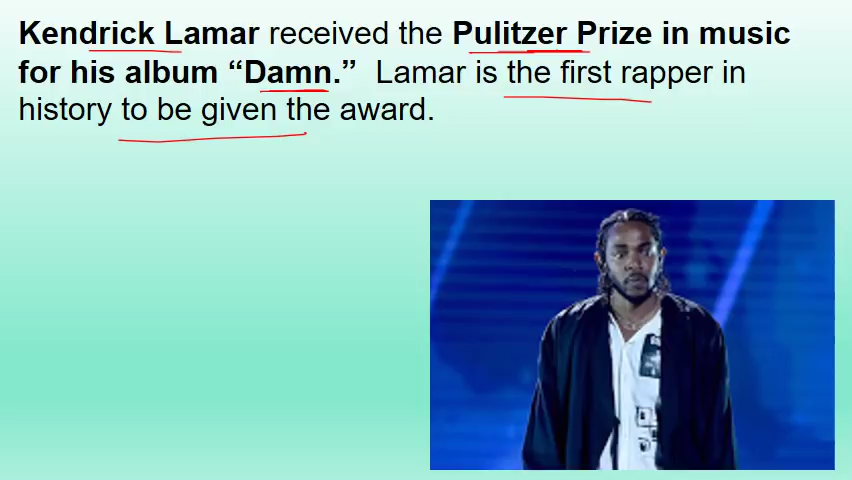 Kendrick Lamar received the Pulitzer Prize in music
for his album “Damn.”  Lamar is the first rapper in
history to be given the award.